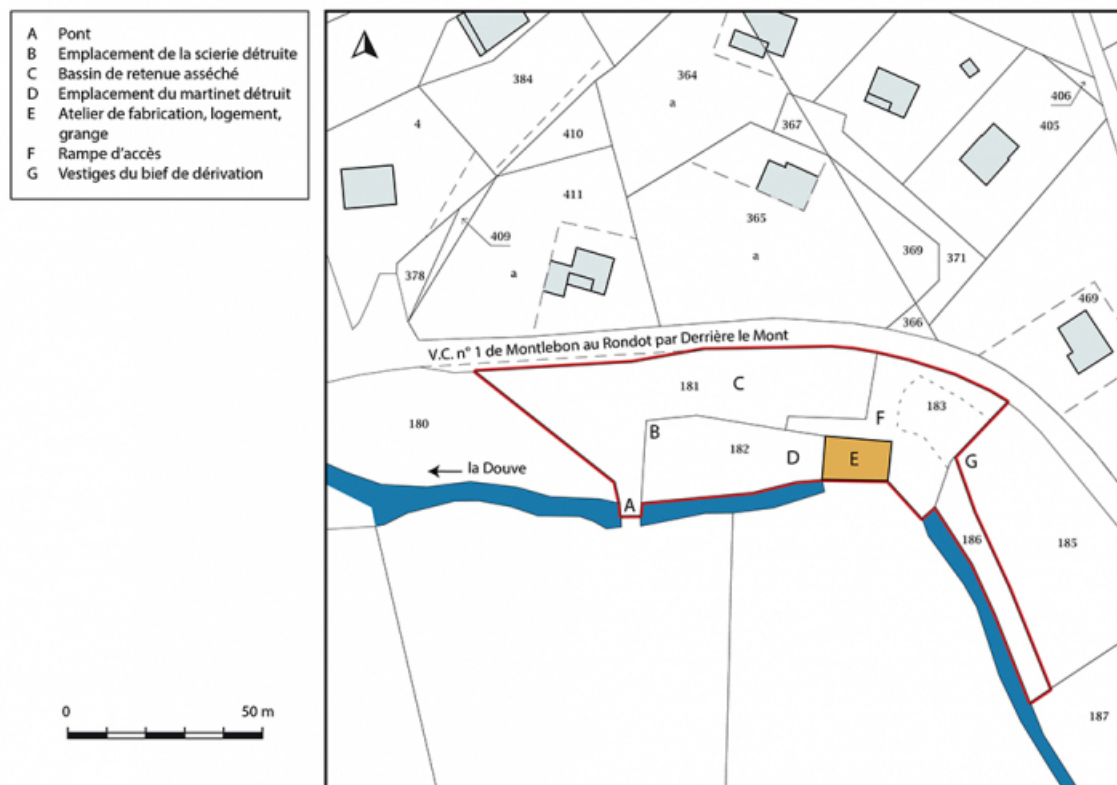 A Pont
B Emplacement de la scierie détruite
C Bassin de retenue asséché
D Emplacement du martinet détruit
E Atelier de fabrication, logement,
grange
F Rampe d'accès
G Vestiges du bief de dérivation
384
364
a
406
405
4
410
367
411
365
409
a
a
369
371
378
366
469
V.C. n° 1 de Montlebon au Rondot par Derrière le Mont
181
C
183
F
180
B
182
D
E
G
la Douve
A
186
185
187
0
50 m